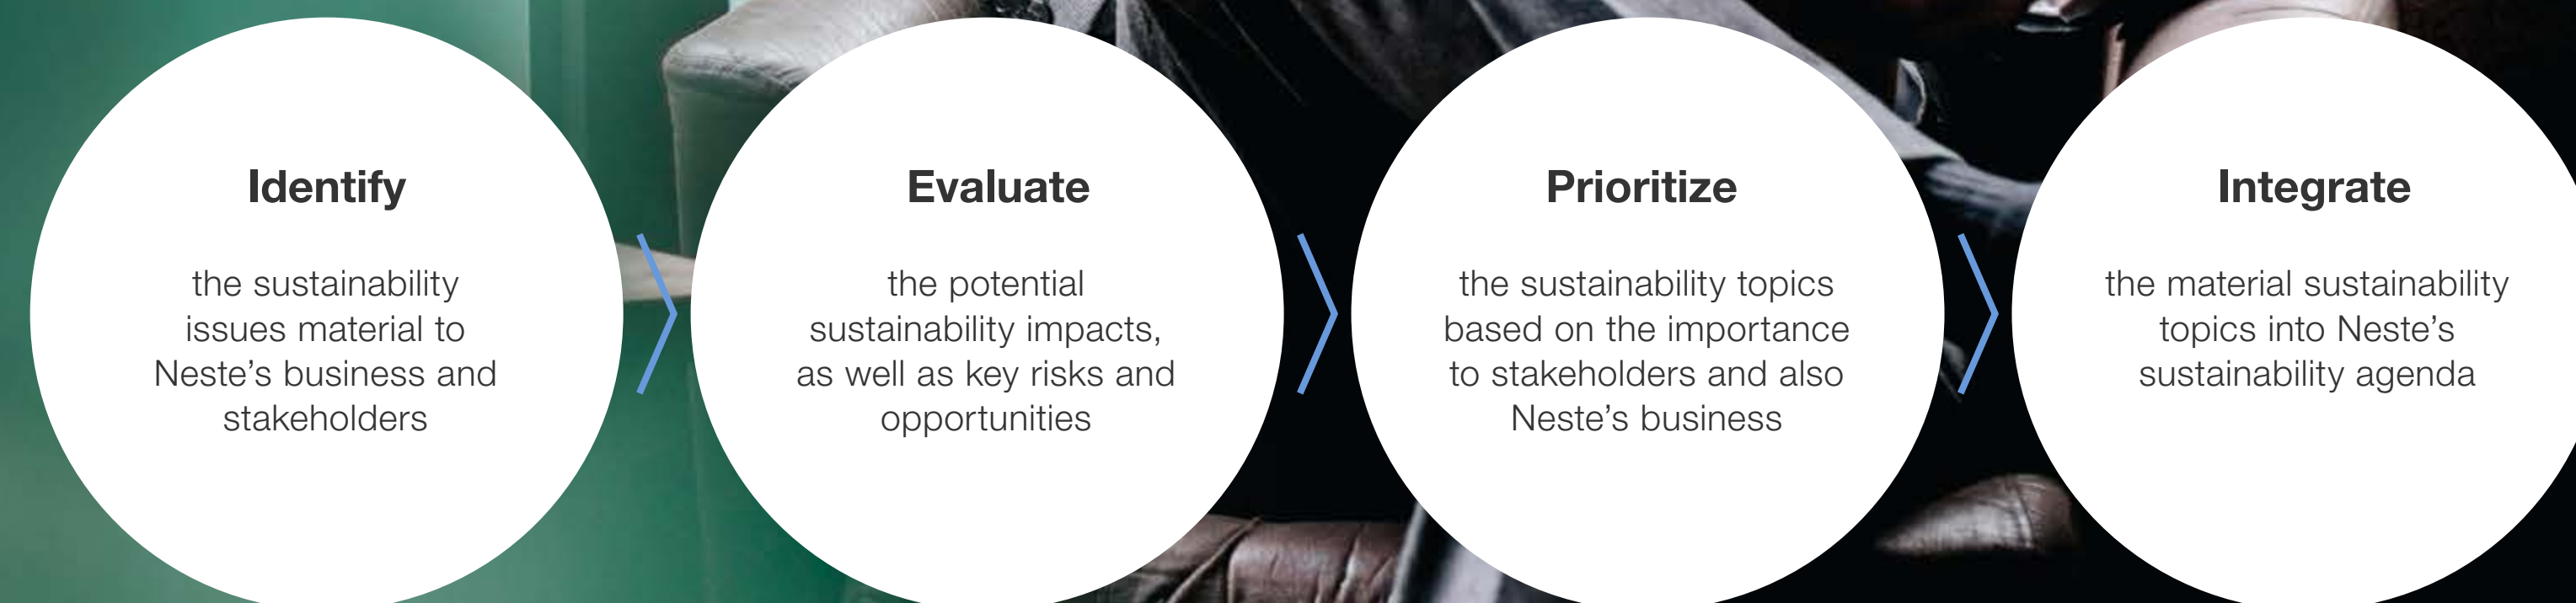 Identify
the sustainability
issues material to
Neste's business and
stakeholders
Evaluate
the potential
sustainability impacts,
as well as key risks and
opportunities
Prioritize
the sustainability topics
based on the importance
to stakeholders and also
Neste's business
Integrate
the material sustainability
topics into Neste's
sustainability agenda